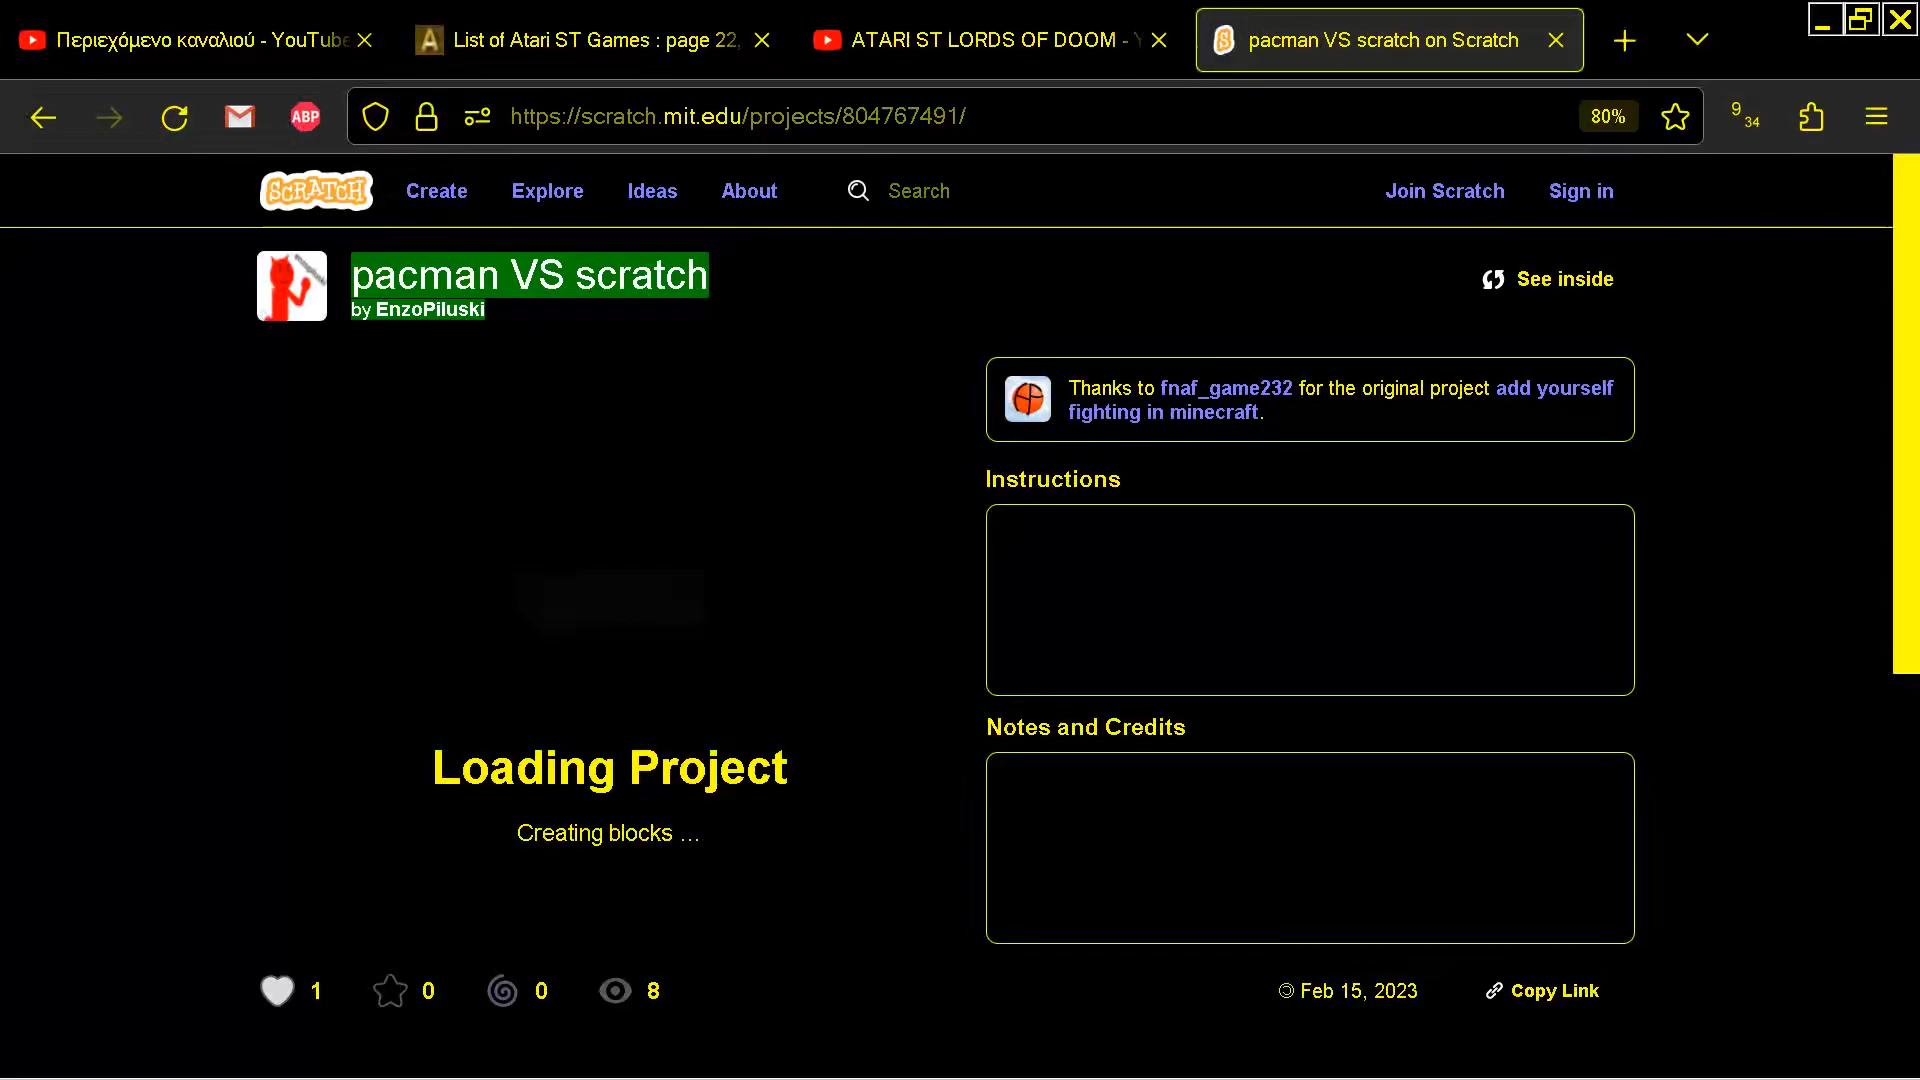 Περιεχόμενο καναλιού - YouTube
List of Atari ST Games : page 22,
ATARI ST LORDS OF DOOM - Y
pacman VS scratch on Scratch
ABP
https://scratch.mit.edu/projects/804767491/
80%
9
34
SCRATCH
Create
Explore
Ideas
About
Search
Join Scratch
Sign in
pacman VS scratch
by EnzoPiluski
See inside
Thanks to fnaf_game232 for the original project add yourself
fighting in minecraft.
Instructions
Loading Project
Creating blocks …
Notes and Credits
1
0
0
8
© Feb 15, 2023
Copy Link